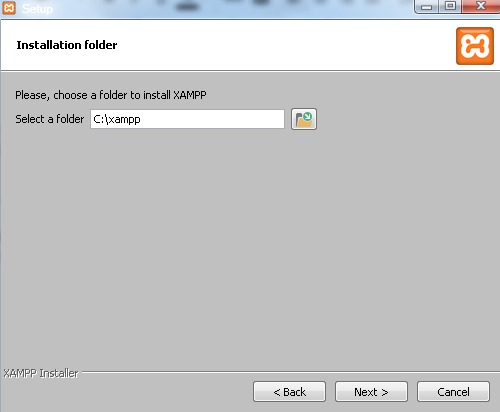 Setup
Installation folder
Please, choose a folder to install XAMPP
Select a folder C:\xampp
XAMPP Installer
< Back Next > Cancel